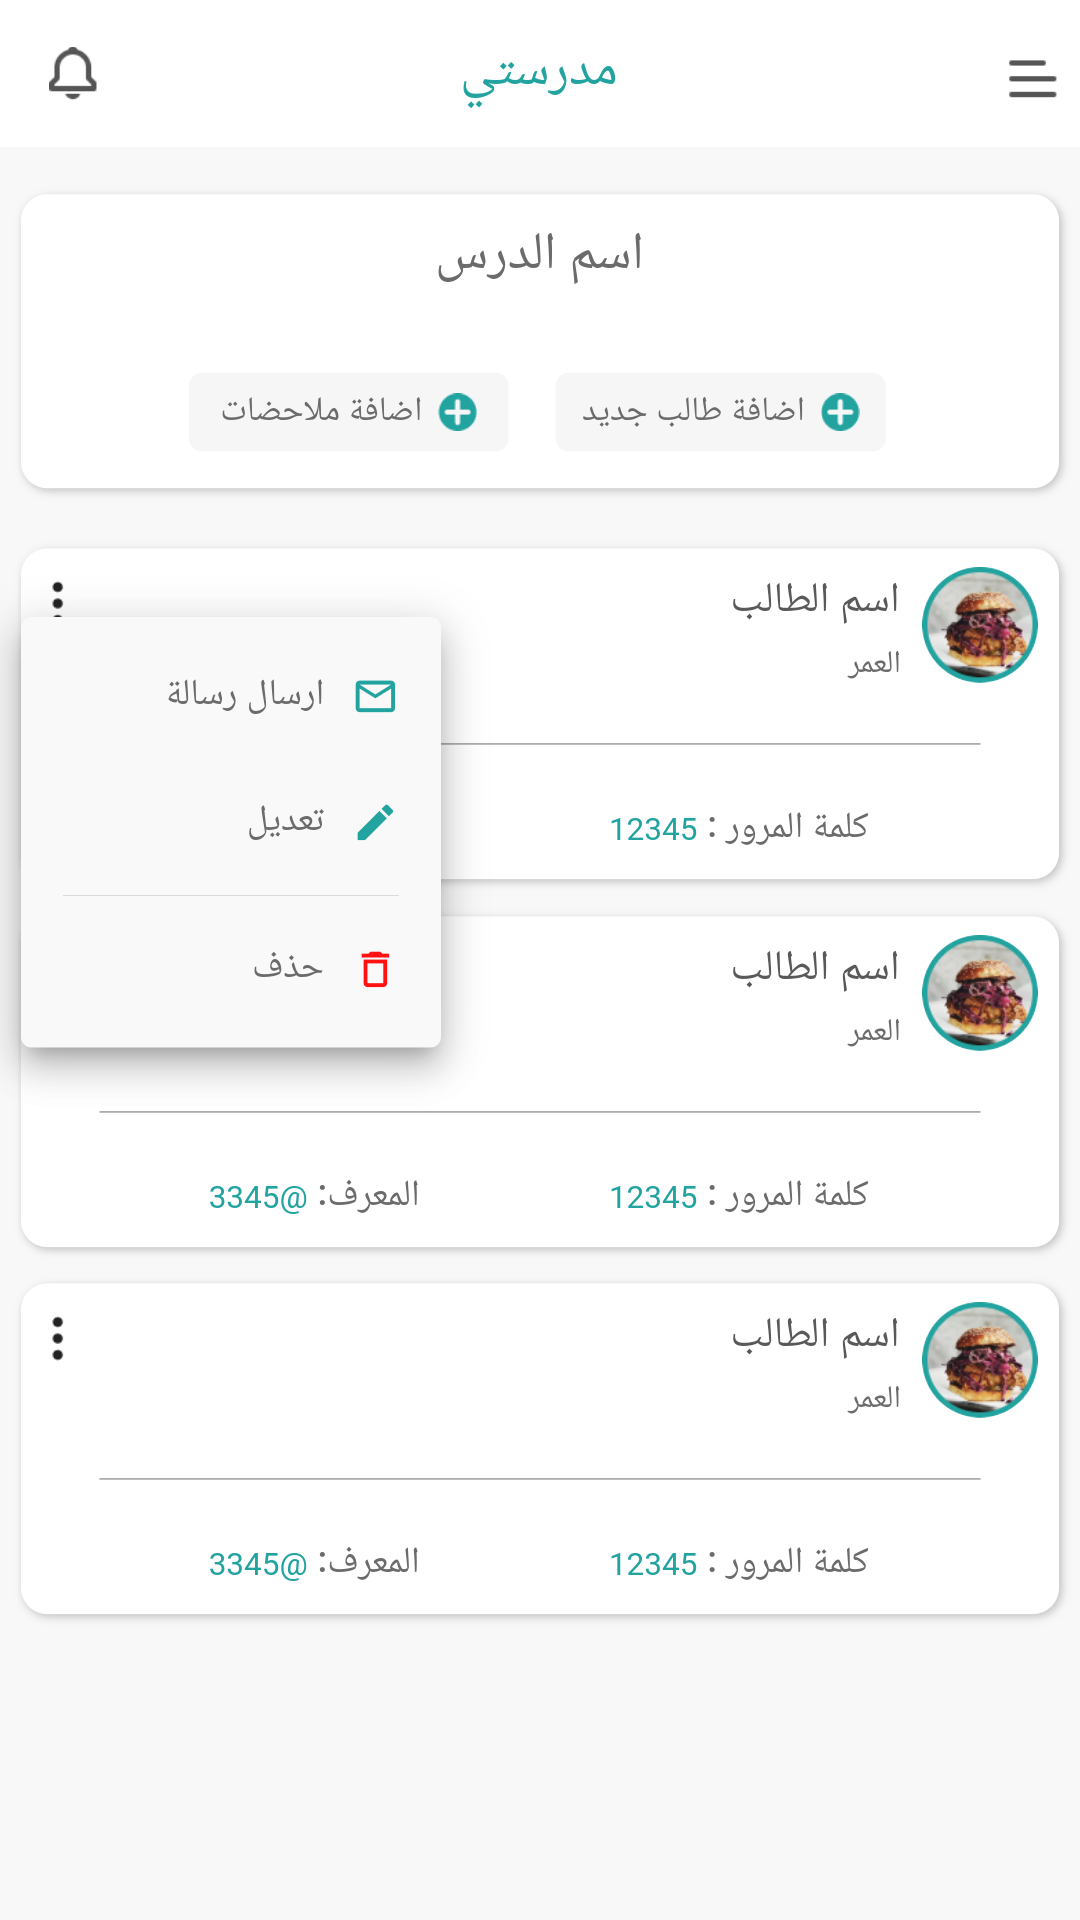 مدرستي
اسم الدرس
اضافة طالب جديد
اضافة ملاحضات
اسم الطالب
العمر
كلمة المرور : 12345
ارسال رسالة
تعديل
حذف
اسم الطالب
العمر
كلمة المرور : 12345
المعرف: @3345
اسم الطالب
العمر
كلمة المرور : 12345
المعرف: @3345